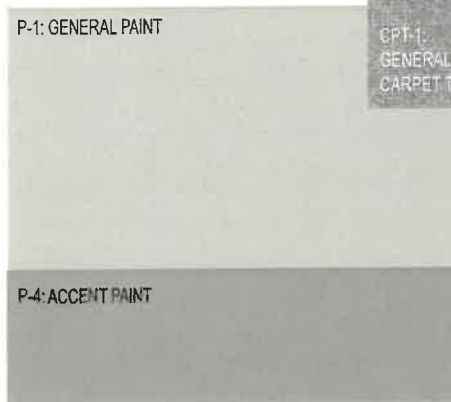 P-1: GENERAL PAINT
CPT-1:
GENERAL
CARPET T
P-4: ACCENT PAINT